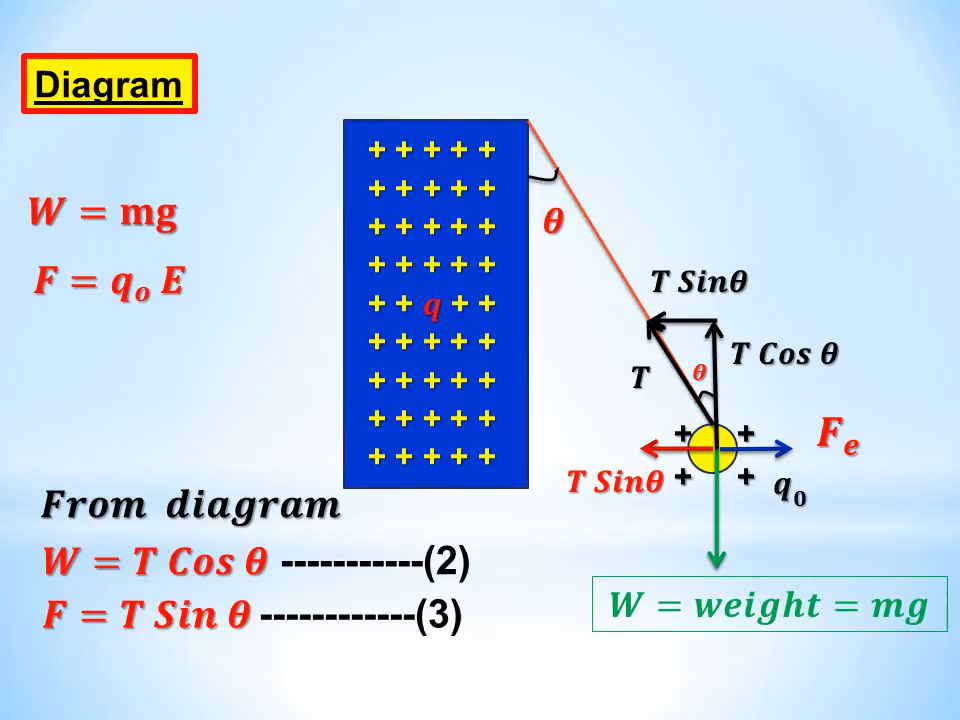 Diagram
W = mg
F = qₒ E
+ + + + +
+ + + + +
+ + + + +
+ + + + +
+ + q + +
+ + + + +
+ + + + +
+ + + + +
+ + + + +
θ
T Sinθ
T Cos θ
T
θ
+ +
Fₑ
T Sinθ
+ +
q₀
From diagram
W = T Cos θ -----------(2)
F = T Sin θ ------------(3)
W = weight = mg